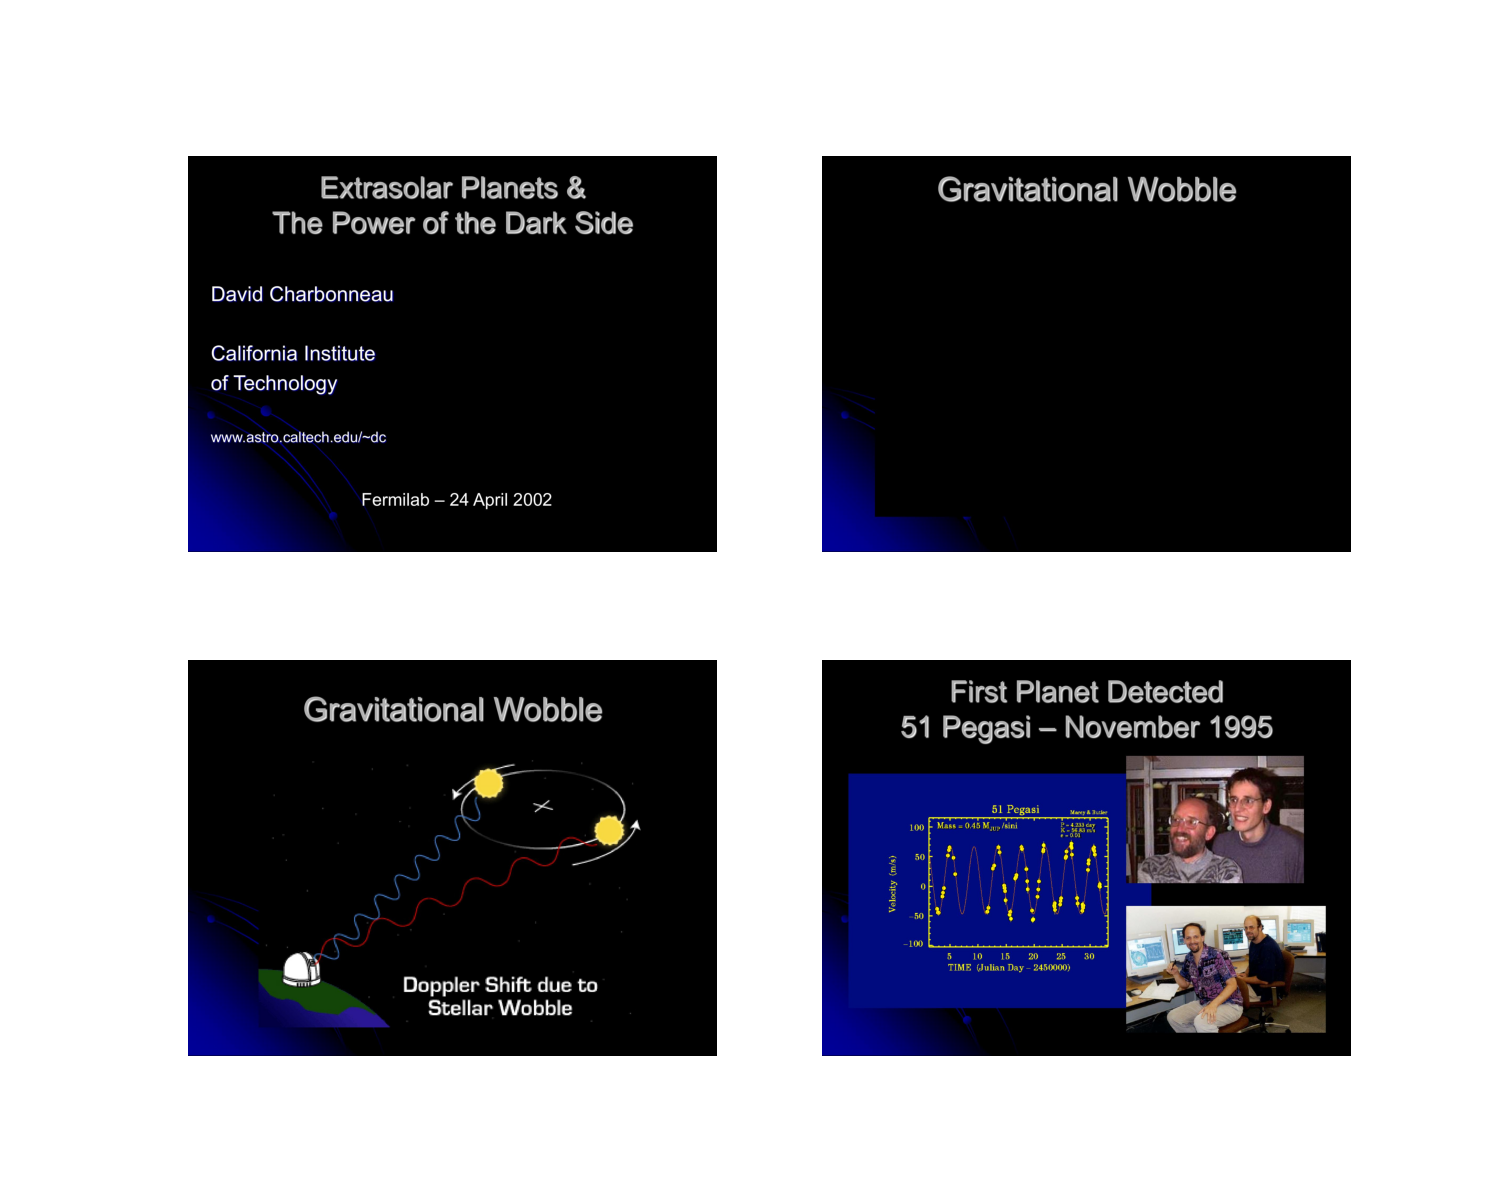 Extrasolar Planets &
The Power of the Dark Side
David Charbonneau
California Institute
of Technology
www.astro.caltech.edu/~dc
Fermilab – 24 April 2002
Gravitational Wobble
Gravitational Wobble
Doppler Shift due to
Stellar Wobble
First Planet Detected
51 Pegasi – November 1995
51 Pegasi
Marcy & Butler
Mass = 0.45 M_JUP /sini
P = 4.233 day
K = 56.83 m/s
e = 0.01
Velocity (m/s)
100
50
0
-50
-100
5 10 15 20 25 30
TIME (Julian Day – 2450000)